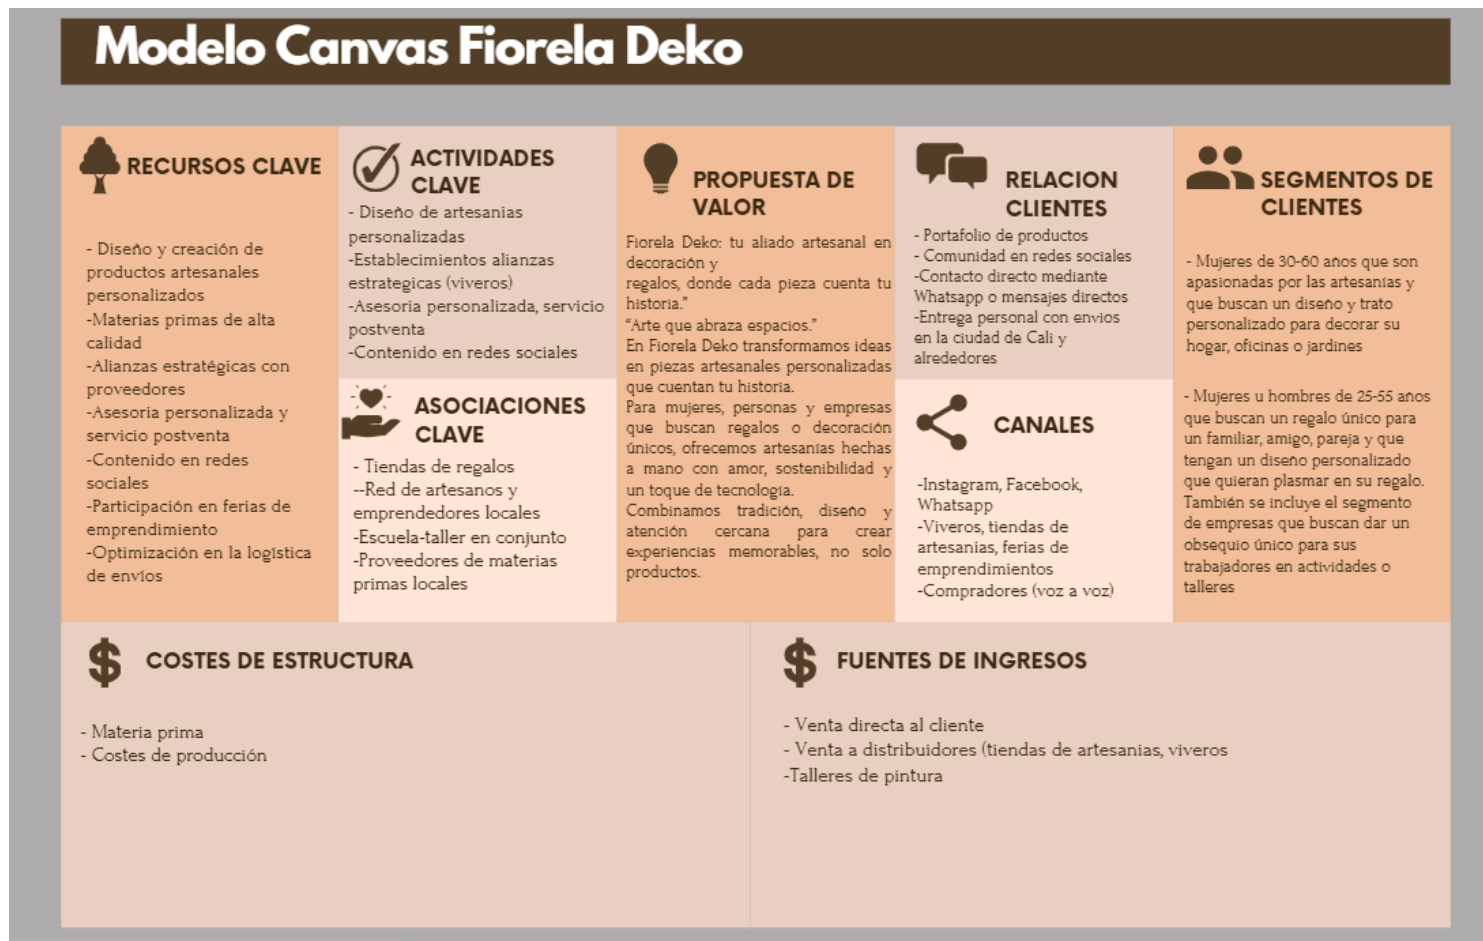 Modelo Canvas Fiorela Deko
RECURSOS CLAVE
- Diseño y creación de
productos artesanales
personalizados
-Materias primas de alta
calidad
-Alianzas estratégicas con
proveedores
-Asesoria personalizada y
servicio postventa
-Contenido en redes
sociales
-Participación en ferias de
emprendimiento
-Optimización en la logística
de envíos
ACTIVIDADES
CLAVE
- Diseño de artesanias
personalizadas
-Establecimientos alianzas
estrategicas (viveros)
-Asesoria personalizada, servicio
postventa
-Contenido en redes sociales
ASOCIACIONES
CLAVE
- Tiendas de regalos
--Red de artesanos y
emprendedores locales
-Escuela-taller en conjunto
-Proveedores de materias
primas locales
PROPUESTA DE
VALOR
Fiorela Deko: tu aliado artesanal en
decoración y
regalos, donde cada pieza cuenta tu
historia.”
“Arte que abraza espacios.”
En Fiorela Deko transformamos ideas
en piezas artesanales personalizadas
que cuentan tu historia.
Para mujeres, personas y empresas
que buscan regalos o decoración
únicos, ofrecemos artesanías hechas
a mano con amor, sostenibilidad y
un toque de tecnología.
Combinamos tradición, diseño y
atención cercana para crear
experiencias memorables, no solo
productos.
RELACION
CLIENTES
- Portafolio de productos
- Comunidad en redes sociales
-Contacto directo mediante
Whatsapp o mensajes directos
-Entrega personal con envios
en la ciudad de Cali y
alrededores
CANALES
-Instagram, Facebook,
Whatsapp
-Viveros, tiendas de
artesanias, ferias de
emprendimientos
-Compradores (voz a voz)
SEGMENTOS DE
CLIENTES
- Mujeres de 30-60 años que son
apasionadas por las artesanías y
que buscan un diseño y trato
personalizado para decorar su
hogar, oficinas o jardines
- Mujeres u hombres de 25-55 años
que buscan un regalo único para
un familiar, amigo, pareja y que
tengan un diseño personalizado
que quieran plasmar en su regalo.
También se incluye el segmento
de empresas que buscan dar un
obsequio único para sus
trabajadores en actividades o
talleres
COSTES DE ESTRUCTURA
- Materia prima
- Costes de producción
FUENTES DE INGRESOS
- Venta directa al cliente
- Venta a distribuidores (tiendas de artesanias, viveros
-Talleres de pintura